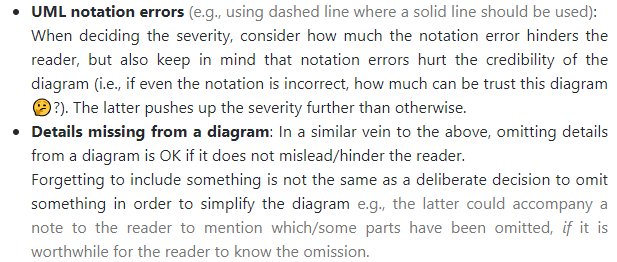 • UML notation errors (e.g., using dashed line where a solid line should be used):
When deciding the severity, consider how much the notation error hinders the
reader, but also keep in mind that notation errors hurt the credibility of the
diagram (i.e., if even the notation is incorrect, how much can be trust this diagram
🤔?). The latter pushes up the severity further than otherwise.
• Details missing from a diagram: In a similar vein to the above, omitting details
from a diagram is OK if it does not mislead/hinder the reader.
Forgetting to include something is not the same as a deliberate decision to omit
something in order to simplify the diagram e.g., the latter could accompany a
note to the reader to mention which/some parts have been omitted, if it is
worthwhile for the reader to know the omission.